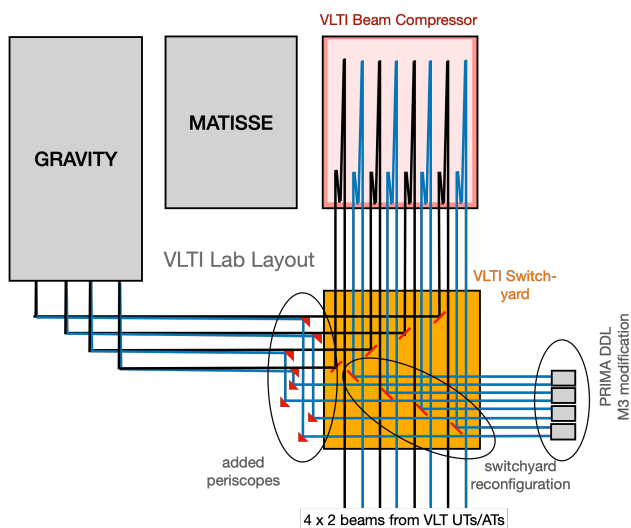 VLTI Beam Compressor
GRAVITY
MATISSE
VLTI Lab Layout
VLTI Switch-
yard
PRIMA DDL
M3 modification
added
periscopes
switchyard
reconfiguration
4 x 2 beams from VLT UTs/ATs